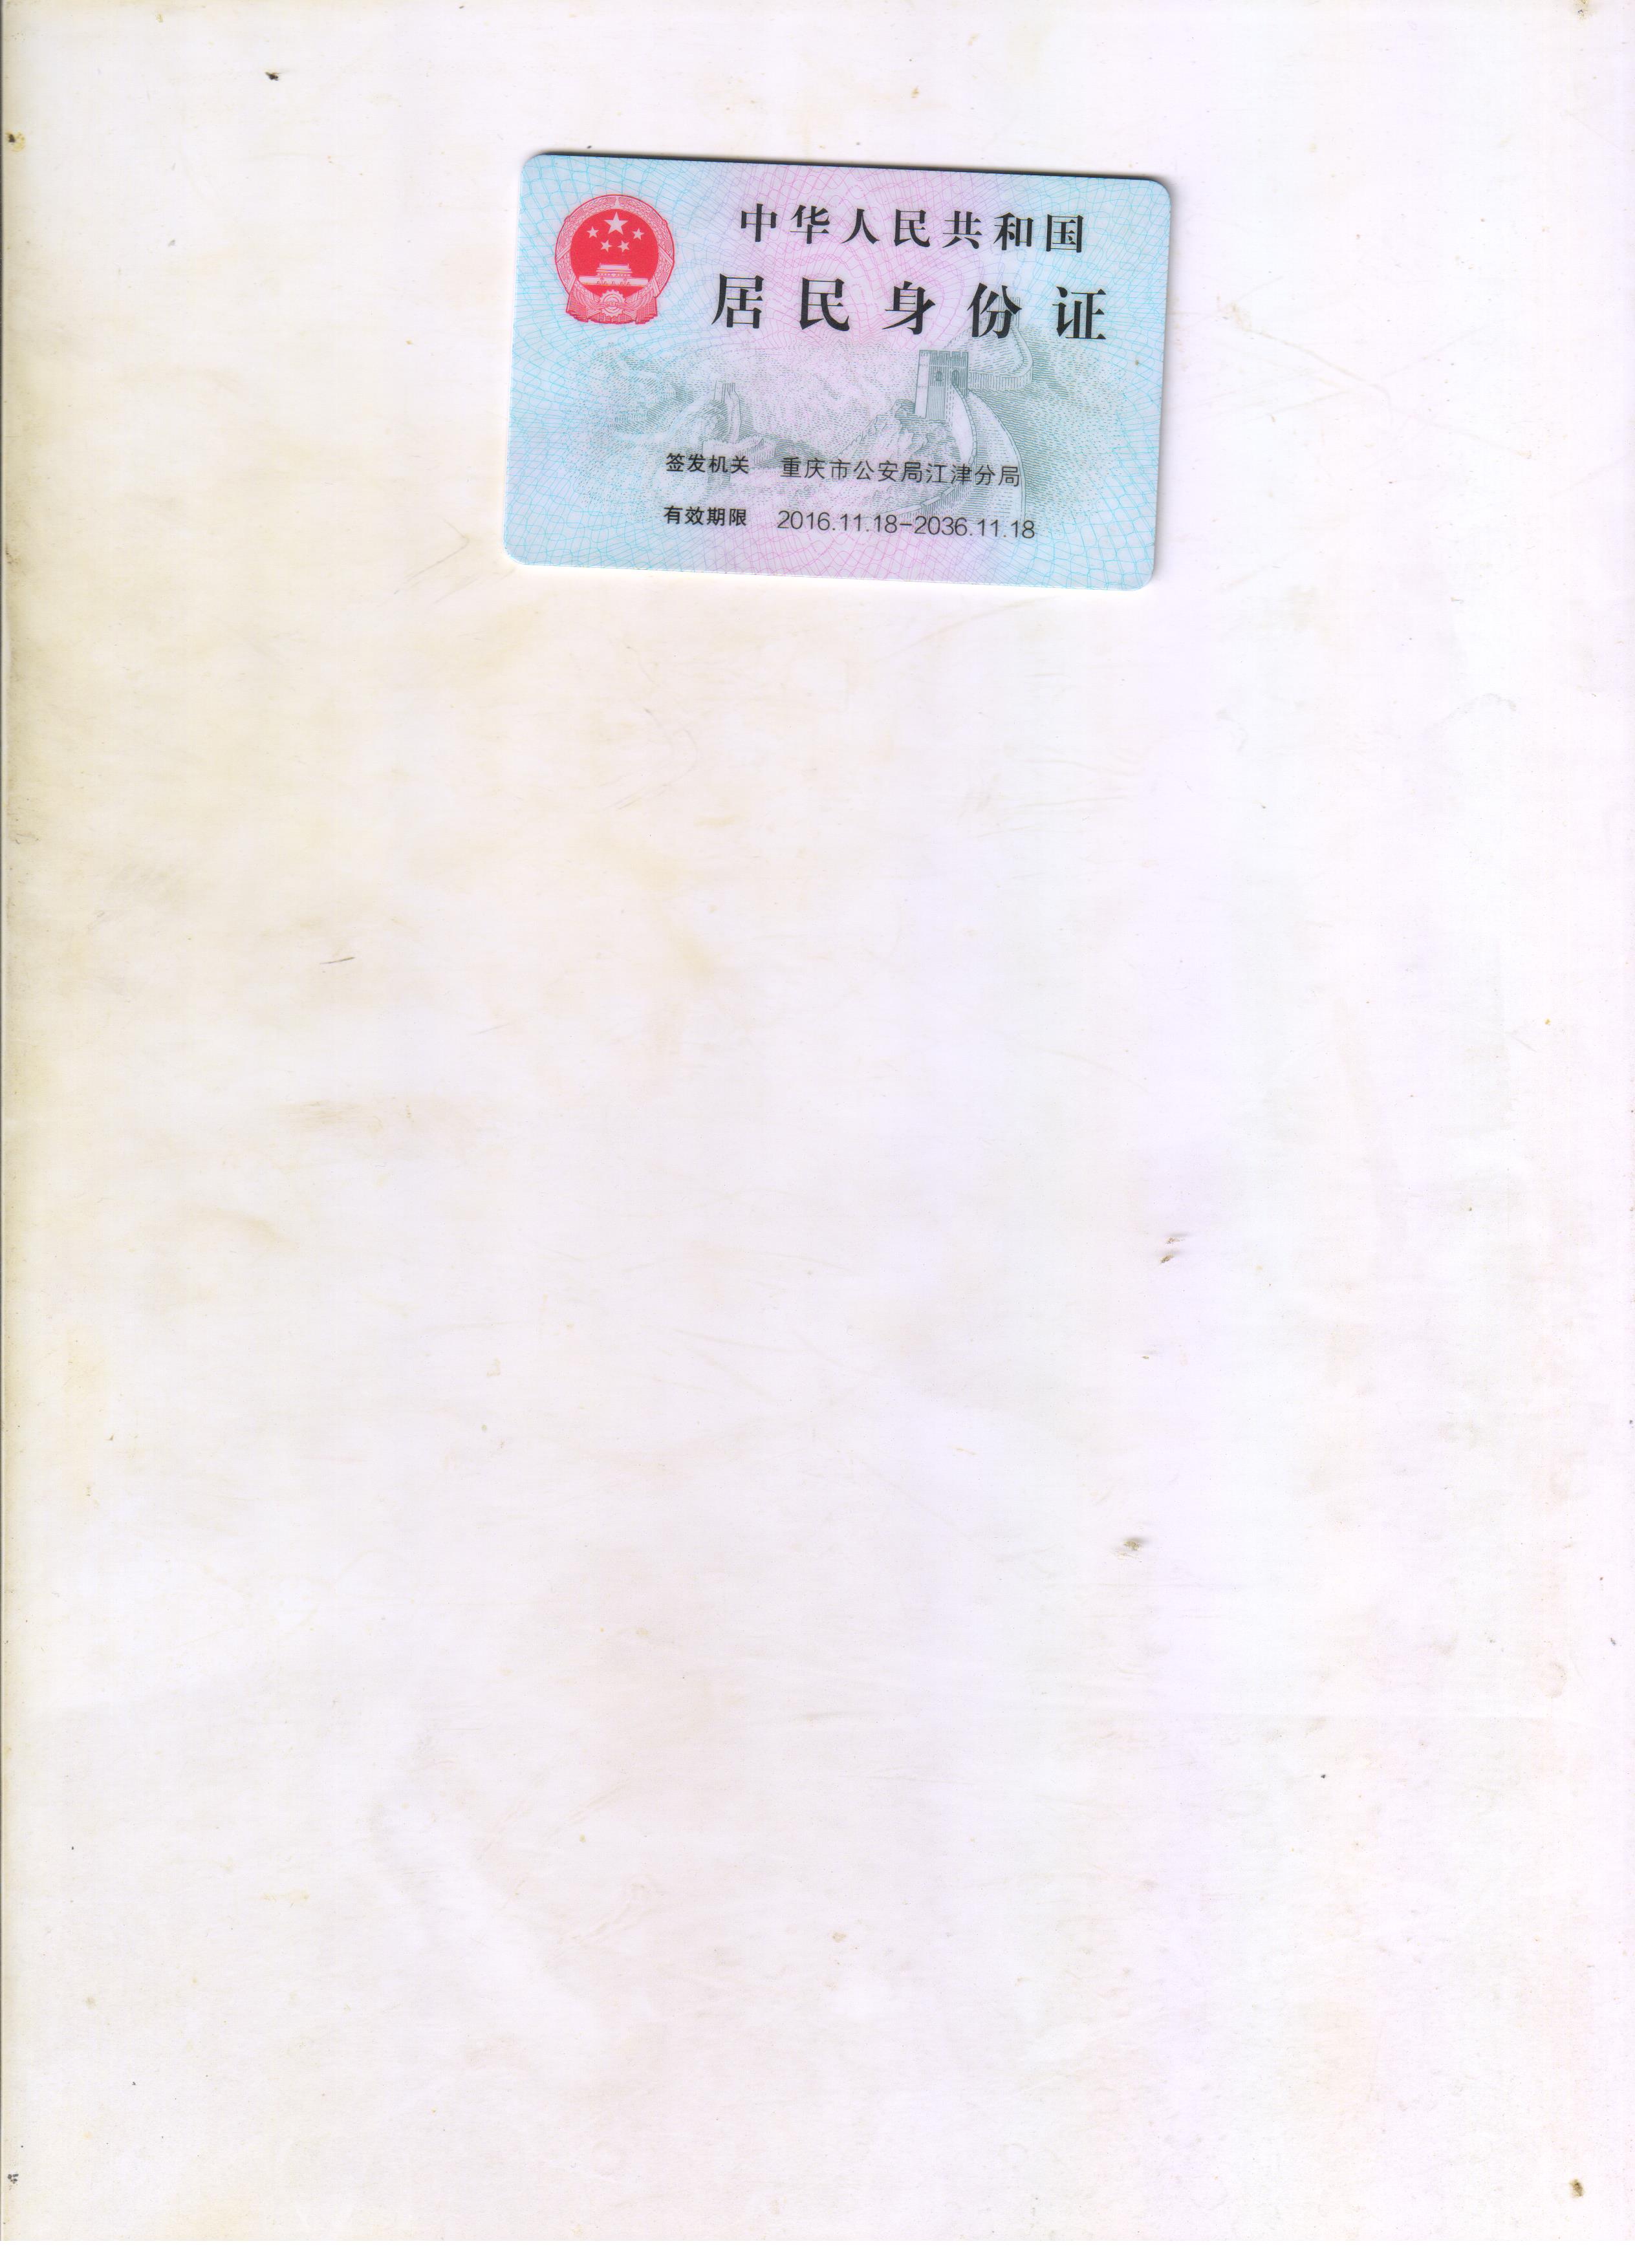 中华人民共和国
居民身份证
签发机关 重庆市公安局江津分局
有效期限 2016.11.18-2036.11.18